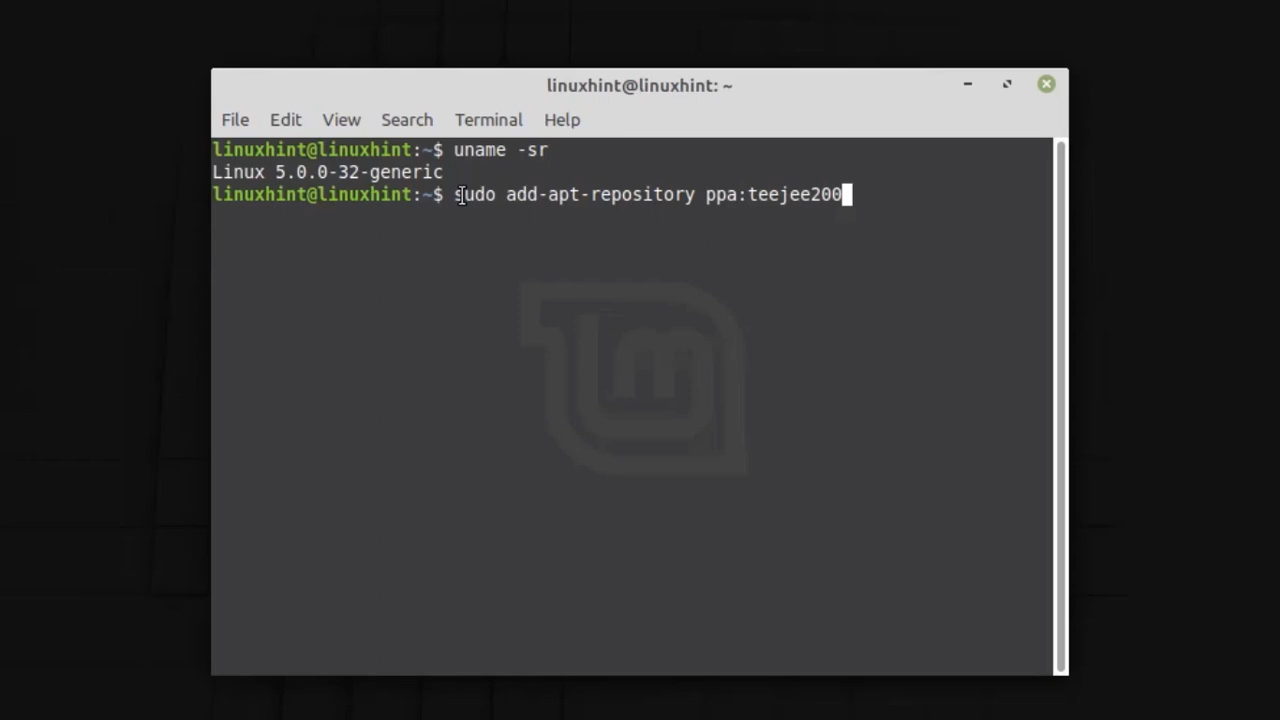 linuxhint@linuxhint: ~
File Edit View Search Terminal Help
linuxhint@linuxhint:~$ uname -sr
Linux 5.0.0-32-generic
linuxhint@linuxhint:~$ sudo add-apt-repository ppa:teejee200